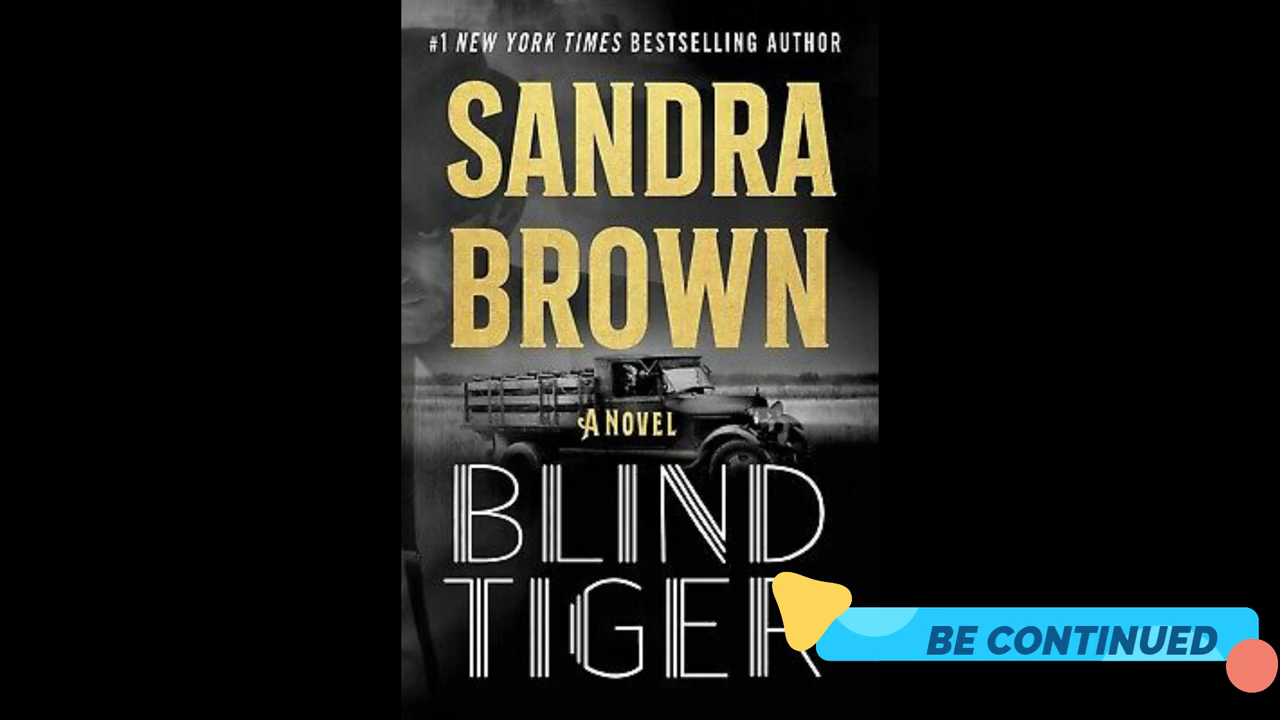 #1 NEW YORK TIMES BESTSELLING AUTHOR
SANDRA
BROWN
A NOVEL
BLIND
TIGER
BE CONTINUED